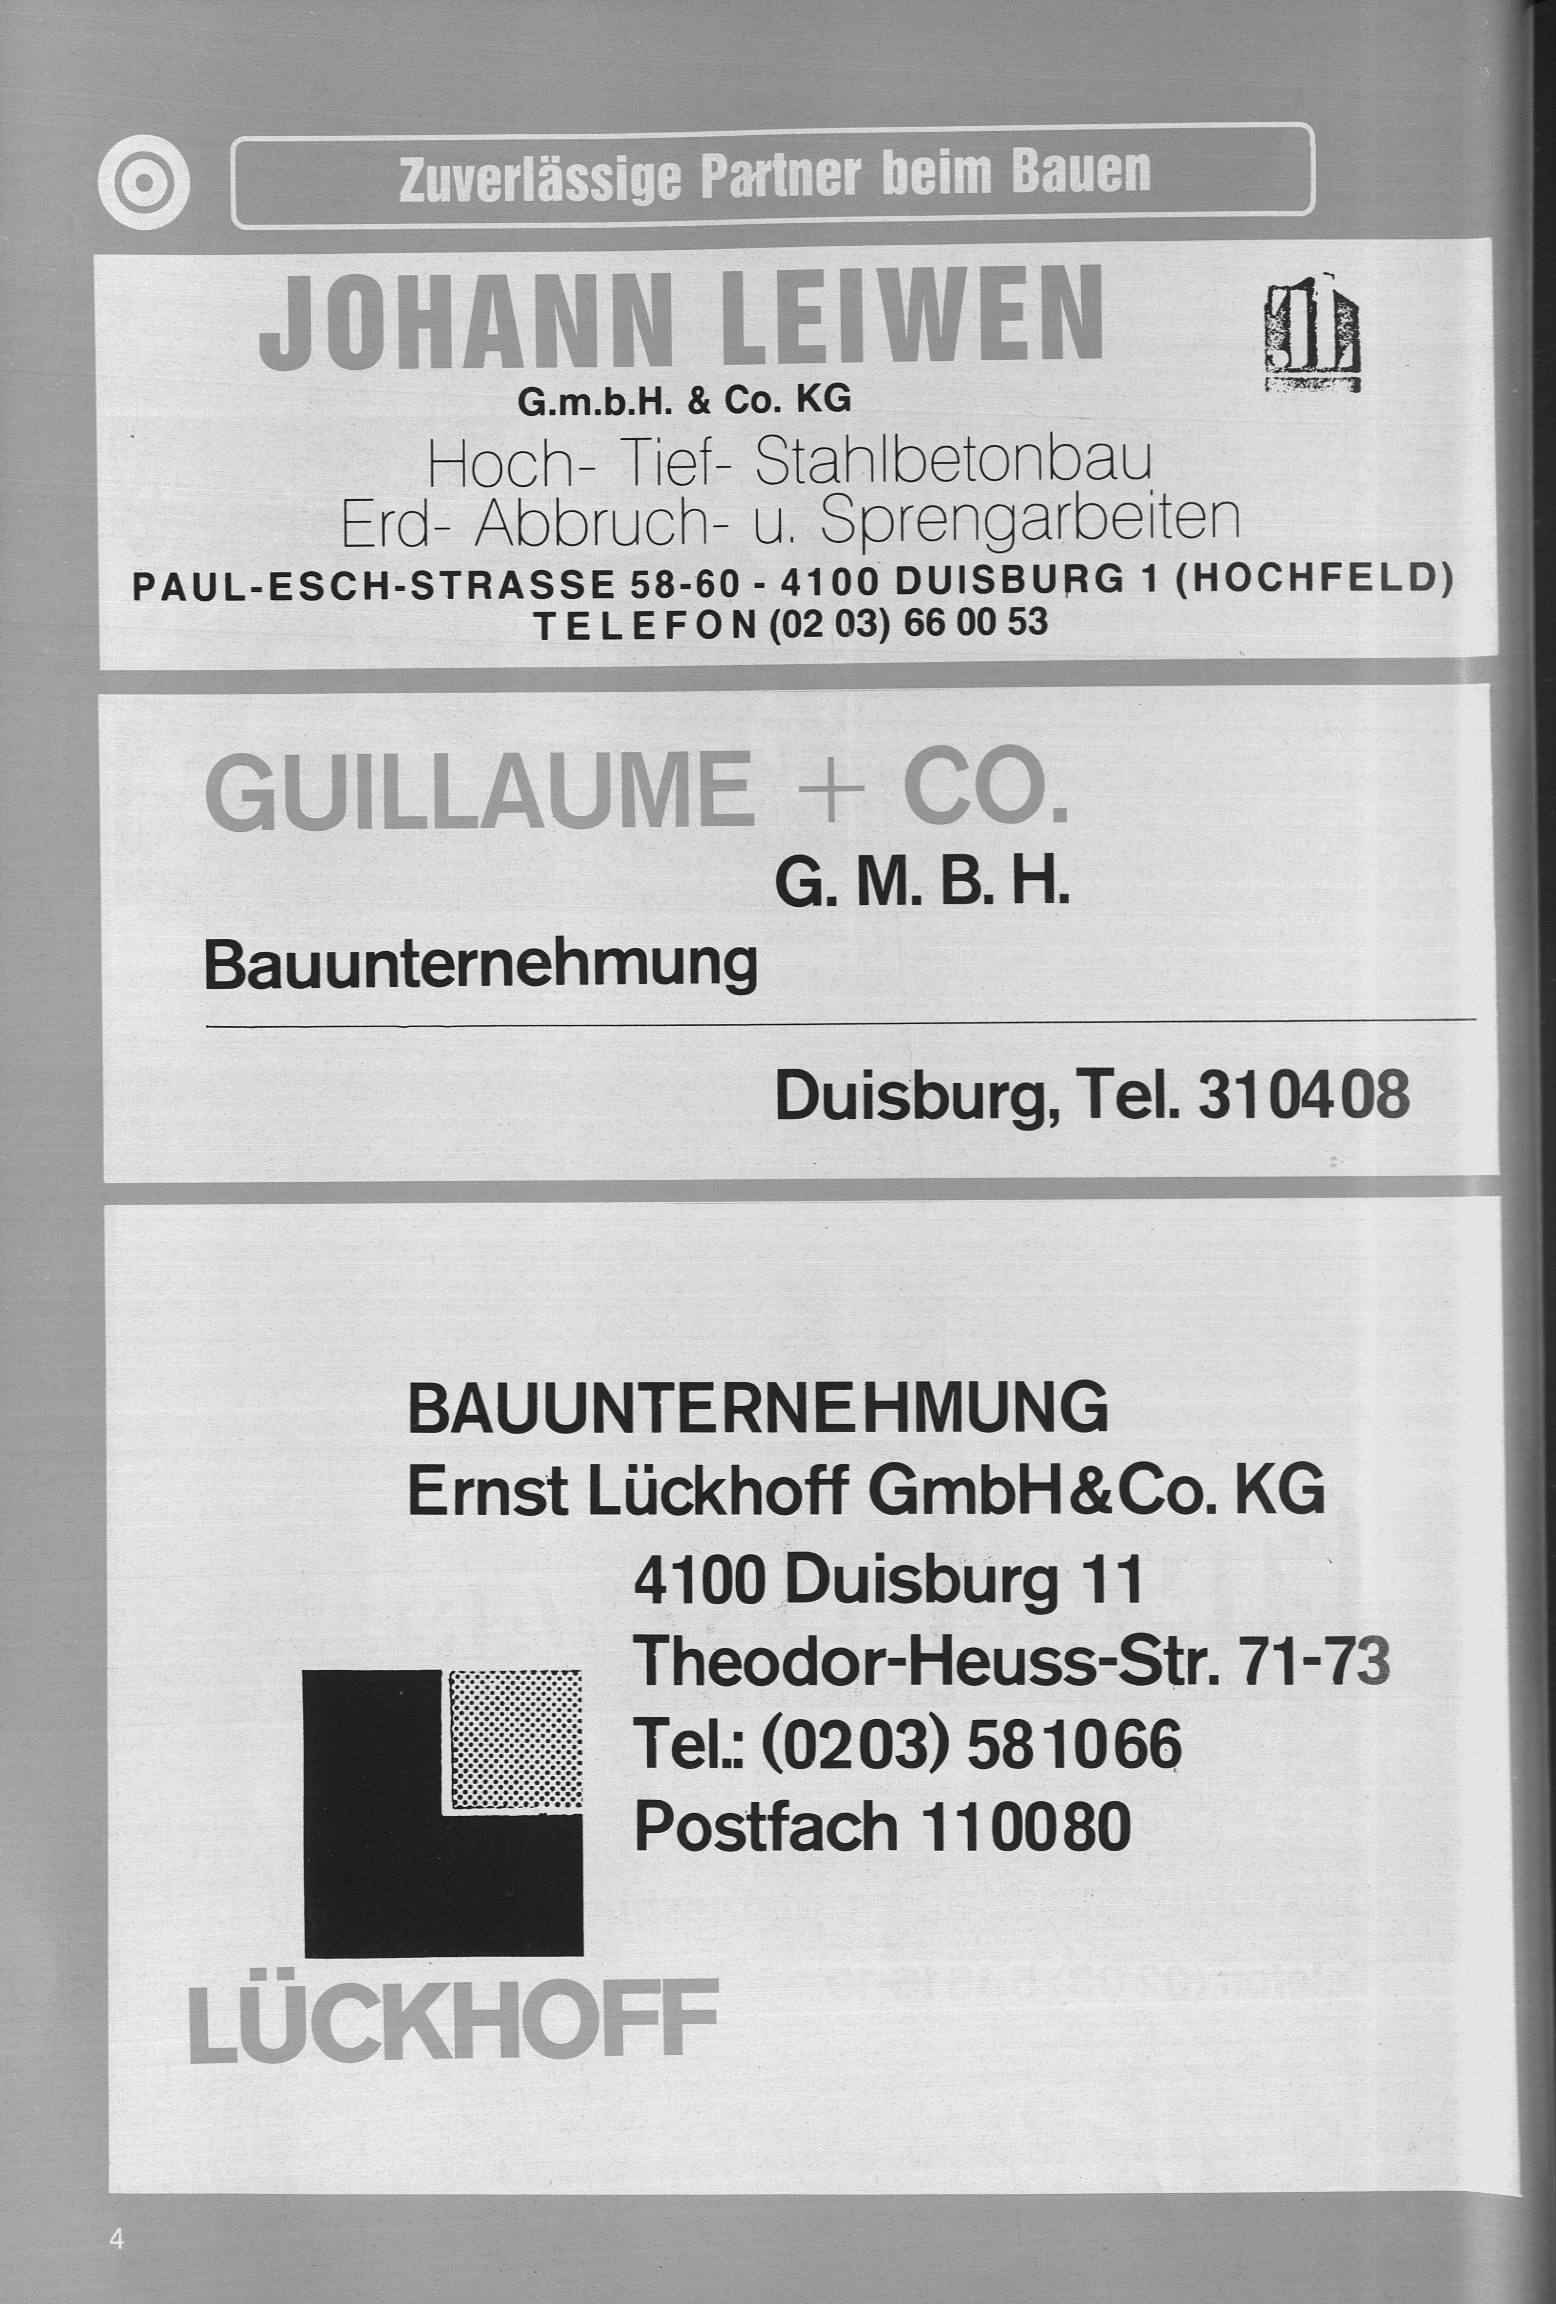 Zuverlässige Partner beim Bauen
JOHANN LEIWEN
G.m.b.H. & Co. KG
Hoch- Tief- Stahlbetonbau
Erd- Abbruch- u. Sprengarbeiten
PAUL-ESCH-STRASSE 58-60 - 4100 DUISBURG 1 (HOCHFELD)
TELEFON (02 03) 66 00 53
GUILLAUME + CO.
G. M. B. H.
Bauunternehmung
Duisburg, Tel. 310408
BAUUNTERNEHMUNG
Ernst Lückhoff GmbH & Co. KG
4100 Duisburg 11
Theodor-Heuss-Str. 71-73
Tel.: (0203) 581066
Postfach 110080
LÜCKHOFF
4